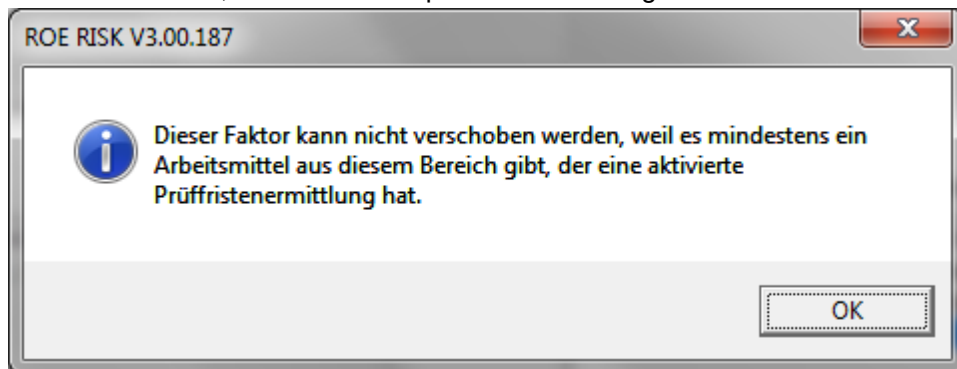 ROE RISK V3.00.187
Dieser Faktor kann nicht verschoben werden, weil es mindestens ein
Arbeitsmittel aus diesem Bereich gibt, der eine aktivierte
Prüffristenermittlung hat.
OK